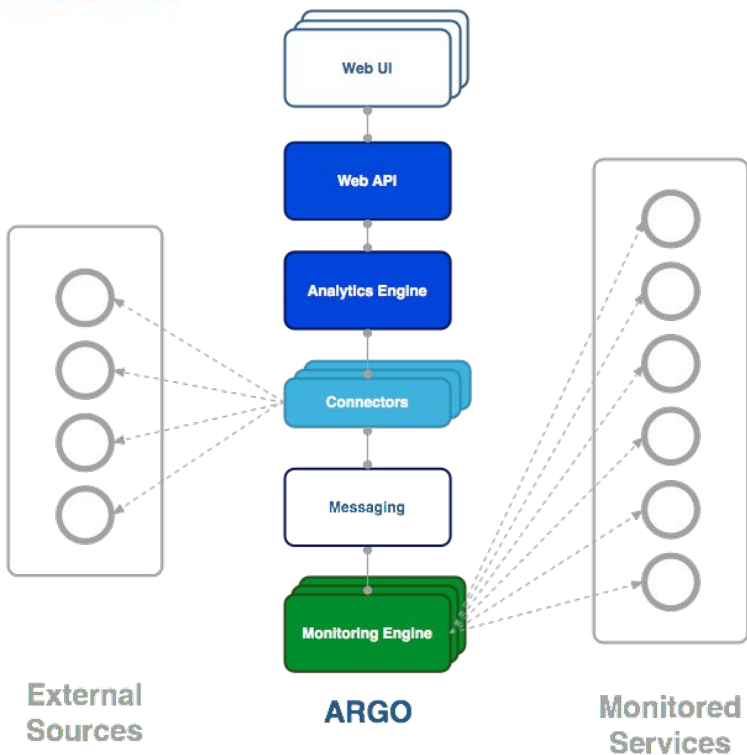 Web UI
Web API
Analytics Engine
Connectors
Messaging
Monitoring Engine
External
Sources
ARGO
Monitored
Services